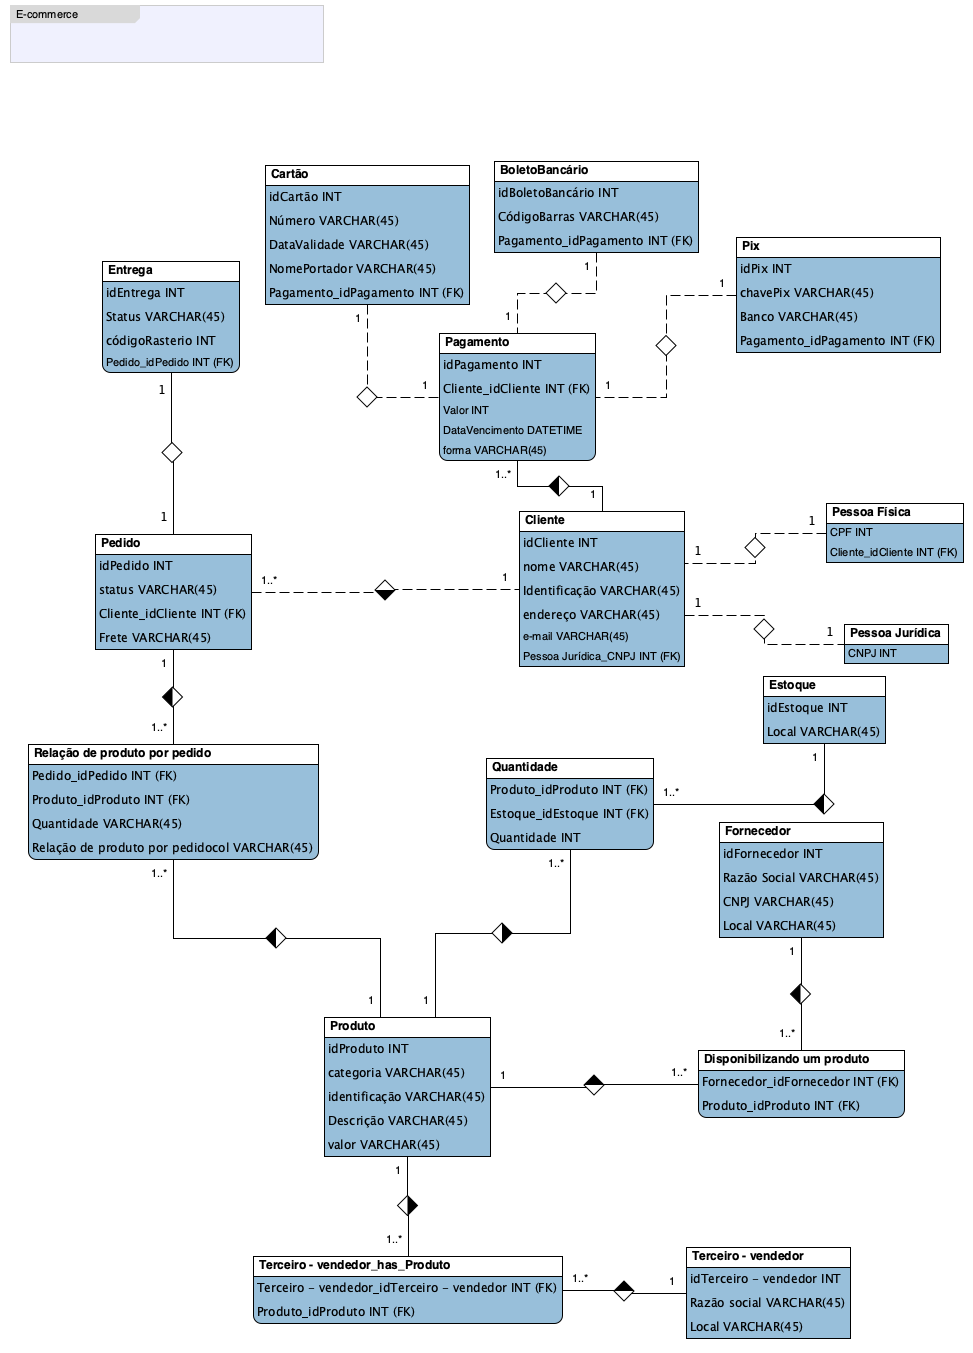 E-commerce
Cartão
idCartão INT
Número VARCHAR(45)
DataValidade VARCHAR(45)
NomePortador VARCHAR(45)
Pagamento_idPagamento INT (FK)
1
BoletoBancário
idBoletoBancário INT
CódigoBarras VARCHAR(45)
Pagamento_idPagamento INT (FK)
1
Pix
idPix INT
chavePix VARCHAR(45)
Banco VARCHAR(45)
Pagamento_idPagamento INT (FK)
1
Entrega
idEntrega INT
Status VARCHAR(45)
códigoRasterio INT
Pedido_idPedido INT (FK)
1
1
Pagamento
idPagamento INT
Cliente_idCliente INT (FK)
Valor INT
DataVencimento DATETIME
forma VARCHAR(45)
1
1
1
1..*
1
Cliente
idCliente INT
nome VARCHAR(45)
Identificação VARCHAR(45)
endereço VARCHAR(45)
e-mail VARCHAR(45)
Pessoa Jurídica_CNPJ INT (FK)
1
1
1
Pessoa Física
CPF INT
Cliente_idCliente INT (FK)
1
Pessoa Jurídica
CNPJ INT
1
Pedido
idPedido INT
status VARCHAR(45)
Cliente_idCliente INT (FK)
Frete VARCHAR(45)
1..*
1
1..*
Relação de produto por pedido
Pedido_idPedido INT (FK)
Produto_idProduto INT (FK)
Quantidade VARCHAR(45)
Relação de produto por pedidocol VARCHAR(45)
1..*
Estoque
idEstoque INT
Local VARCHAR(45)
1
Quantidade
Produto_idProduto INT (FK)
Estoque_idEstoque INT (FK)
Quantidade INT
1..*
1..*
Fornecedor
idFornecedor INT
Razão Social VARCHAR(45)
CNPJ VARCHAR(45)
Local VARCHAR(45)
1
1..*
1
1
Produto
idProduto INT
categoria VARCHAR(45)
identificação VARCHAR(45)
Descrição VARCHAR(45)
valor VARCHAR(45)
1
1..*
Disponibilizando um produto
Fornecedor_idFornecedor INT (FK)
Produto_idProduto INT (FK)
1
1..*
Terceiro - vendedor_has_Produto
Terceiro – vendedor_idTerceiro – vendedor INT (FK)
Produto_idProduto INT (FK)
1..*
1
Terceiro - vendedor
idTerceiro – vendedor INT
Razão social VARCHAR(45)
Local VARCHAR(45)